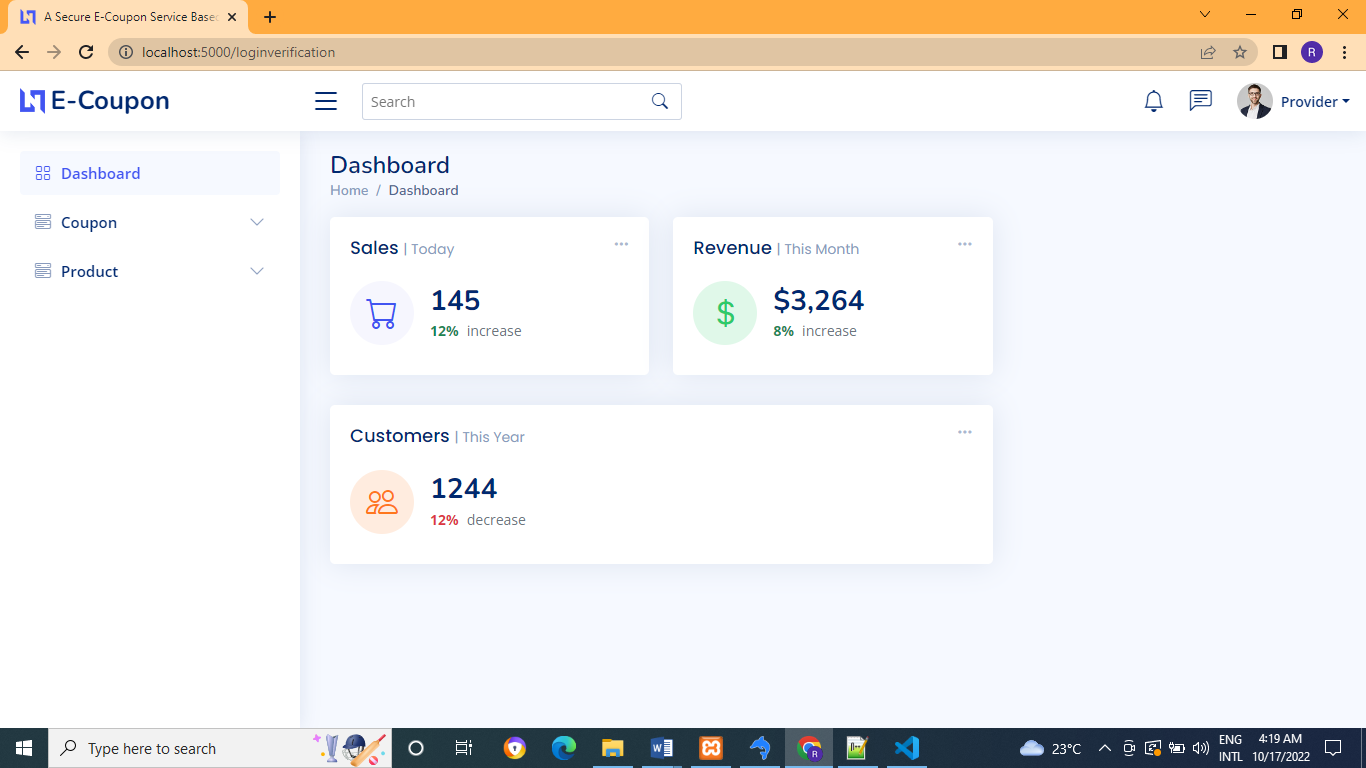 A Secure E-Coupon Service Based
localhost:5000/loginverification
R
E-Coupon
Search
Provider
Dashboard
Coupon
Product
Dashboard
Home / Dashboard
Sales | Today
145
12% increase
Revenue | This Month
$3,264
8% increase
Customers | This Year
1244
12% decrease
Type here to search
23°C
ENG
INTL
4:19 AM
10/17/2022